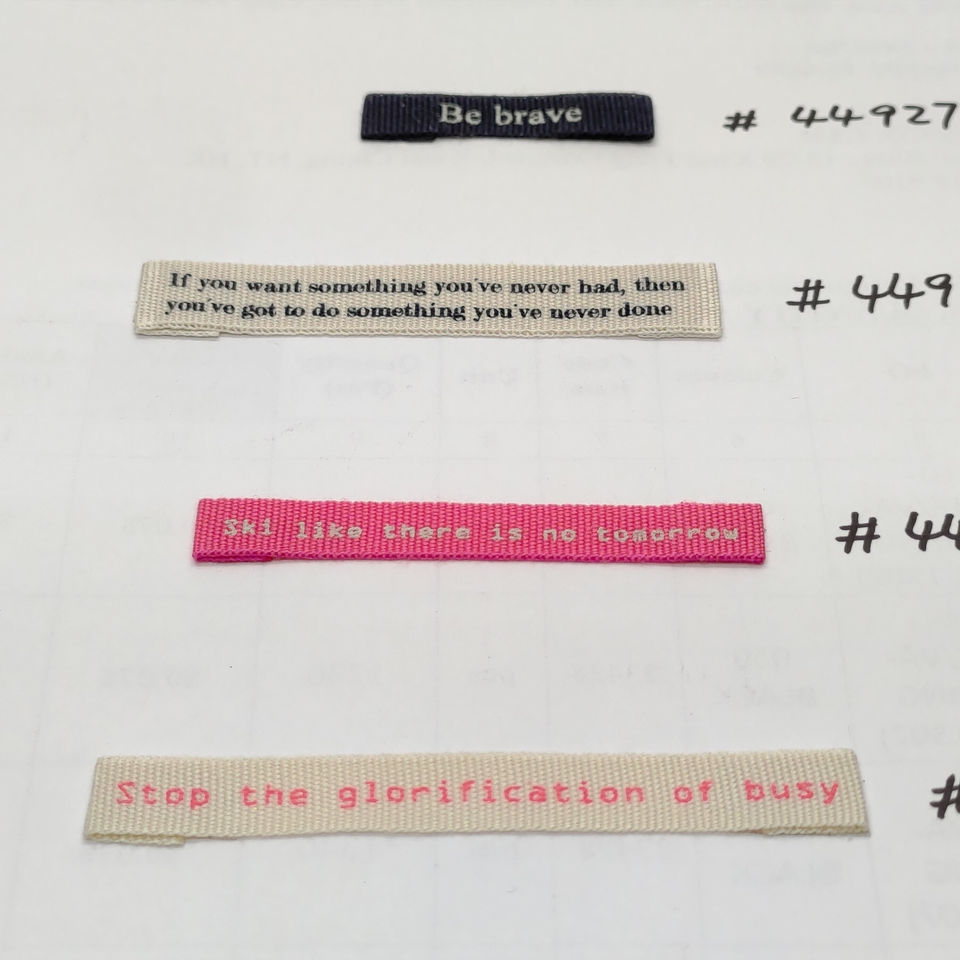 Be brave
# 44927
If you want something you've never had, then
you've got to do something you've never done
# 449
Ski like there is no tomorrow
# 44
Stop the glorification of busy
#